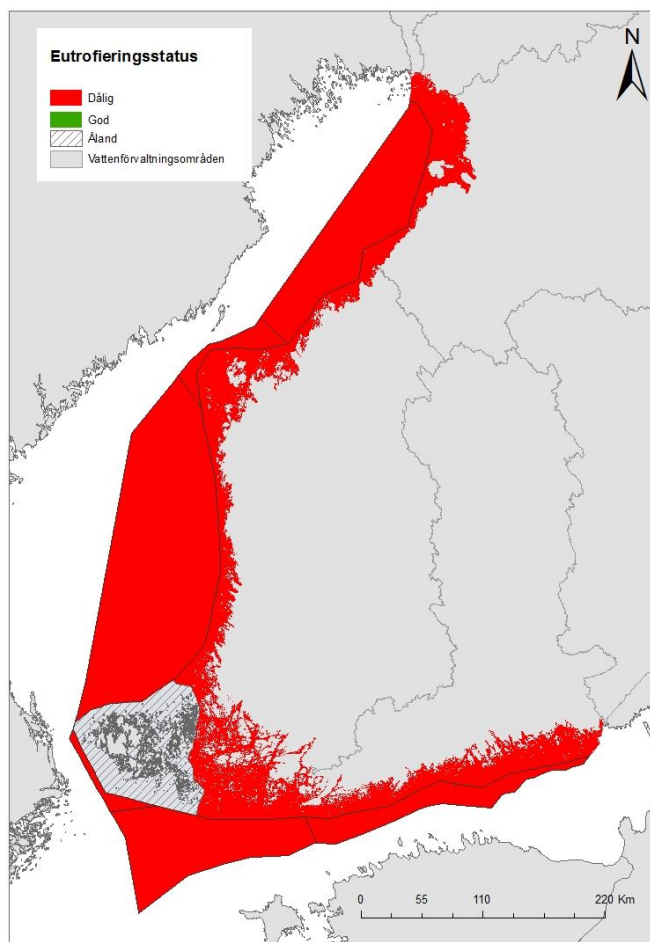 Eutrofieringsstatus
Dålig
God
Åland
Vattenförvaltningsområden
N
0 55 110 220 Km